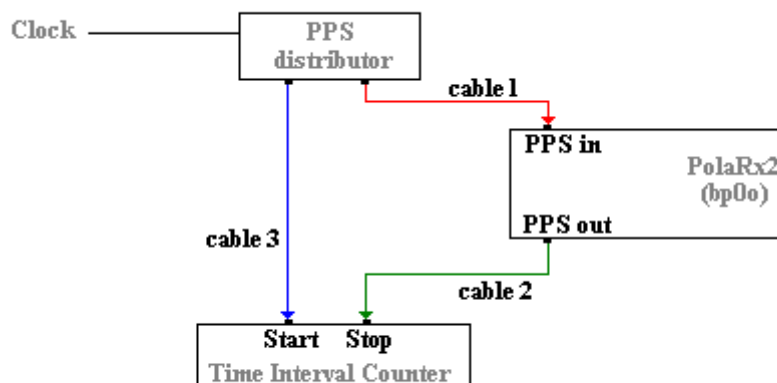 Clock
PPS
distributor
cable 1
PPS in
PolaRx2
(bp0o)
PPS out
cable 3
cable 2
Start
Stop
Time Interval Counter